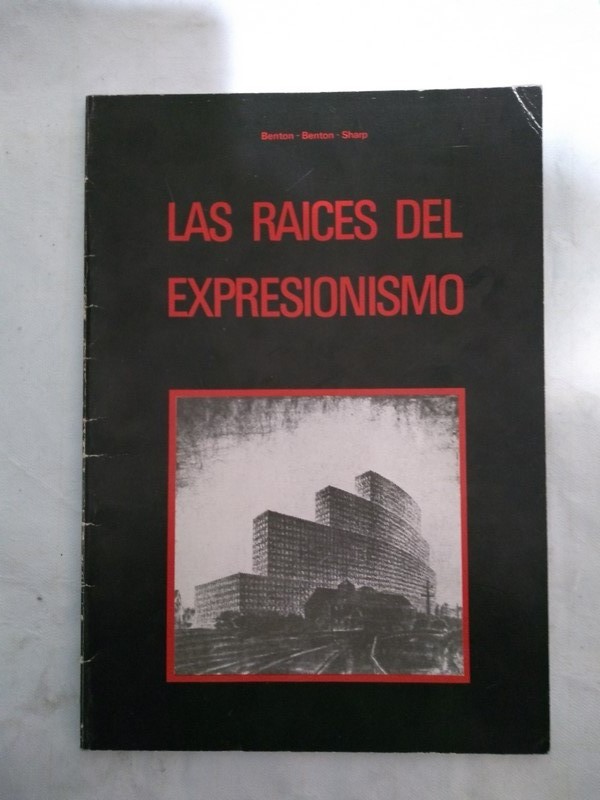 Benton - Benton - Sharp
LAS RAICES DEL
EXPRESIONISMO